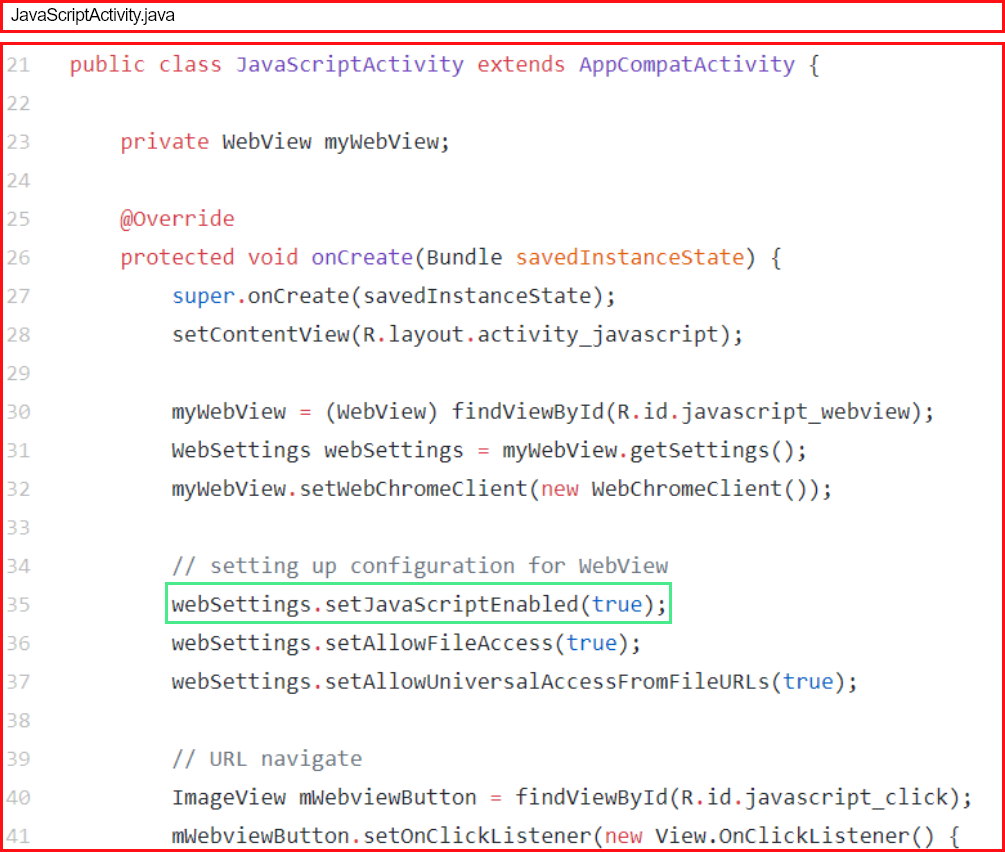 JavaScriptActivity.java
21 public class JavaScriptActivity extends AppCompatActivity {
22
23 private WebView myWebView;
24
25 @Override
26 protected void onCreate(Bundle savedInstanceState) {
27 super.onCreate(savedInstanceState);
28 setContentView(R.layout.activity_javascript);
29
30 myWebView = (WebView) findViewById(R.id.javascript_webview);
31 WebSettings webSettings = myWebView.getSettings();
32 myWebView.setWebChromeClient(new WebChromeClient());
33
34 // setting up configuration for WebView
35 webSettings.setJavaScriptEnabled(true);
36 webSettings.setAllowFileAccess(true);
37 webSettings.setAllowUniversalAccessFromFileURLs(true);
38
39 // URL navigate
40 ImageView mWebviewButton = findViewById(R.id.javascript_click);
41 mWebviewButton.setOnClickListener(new View.OnClickListener() {